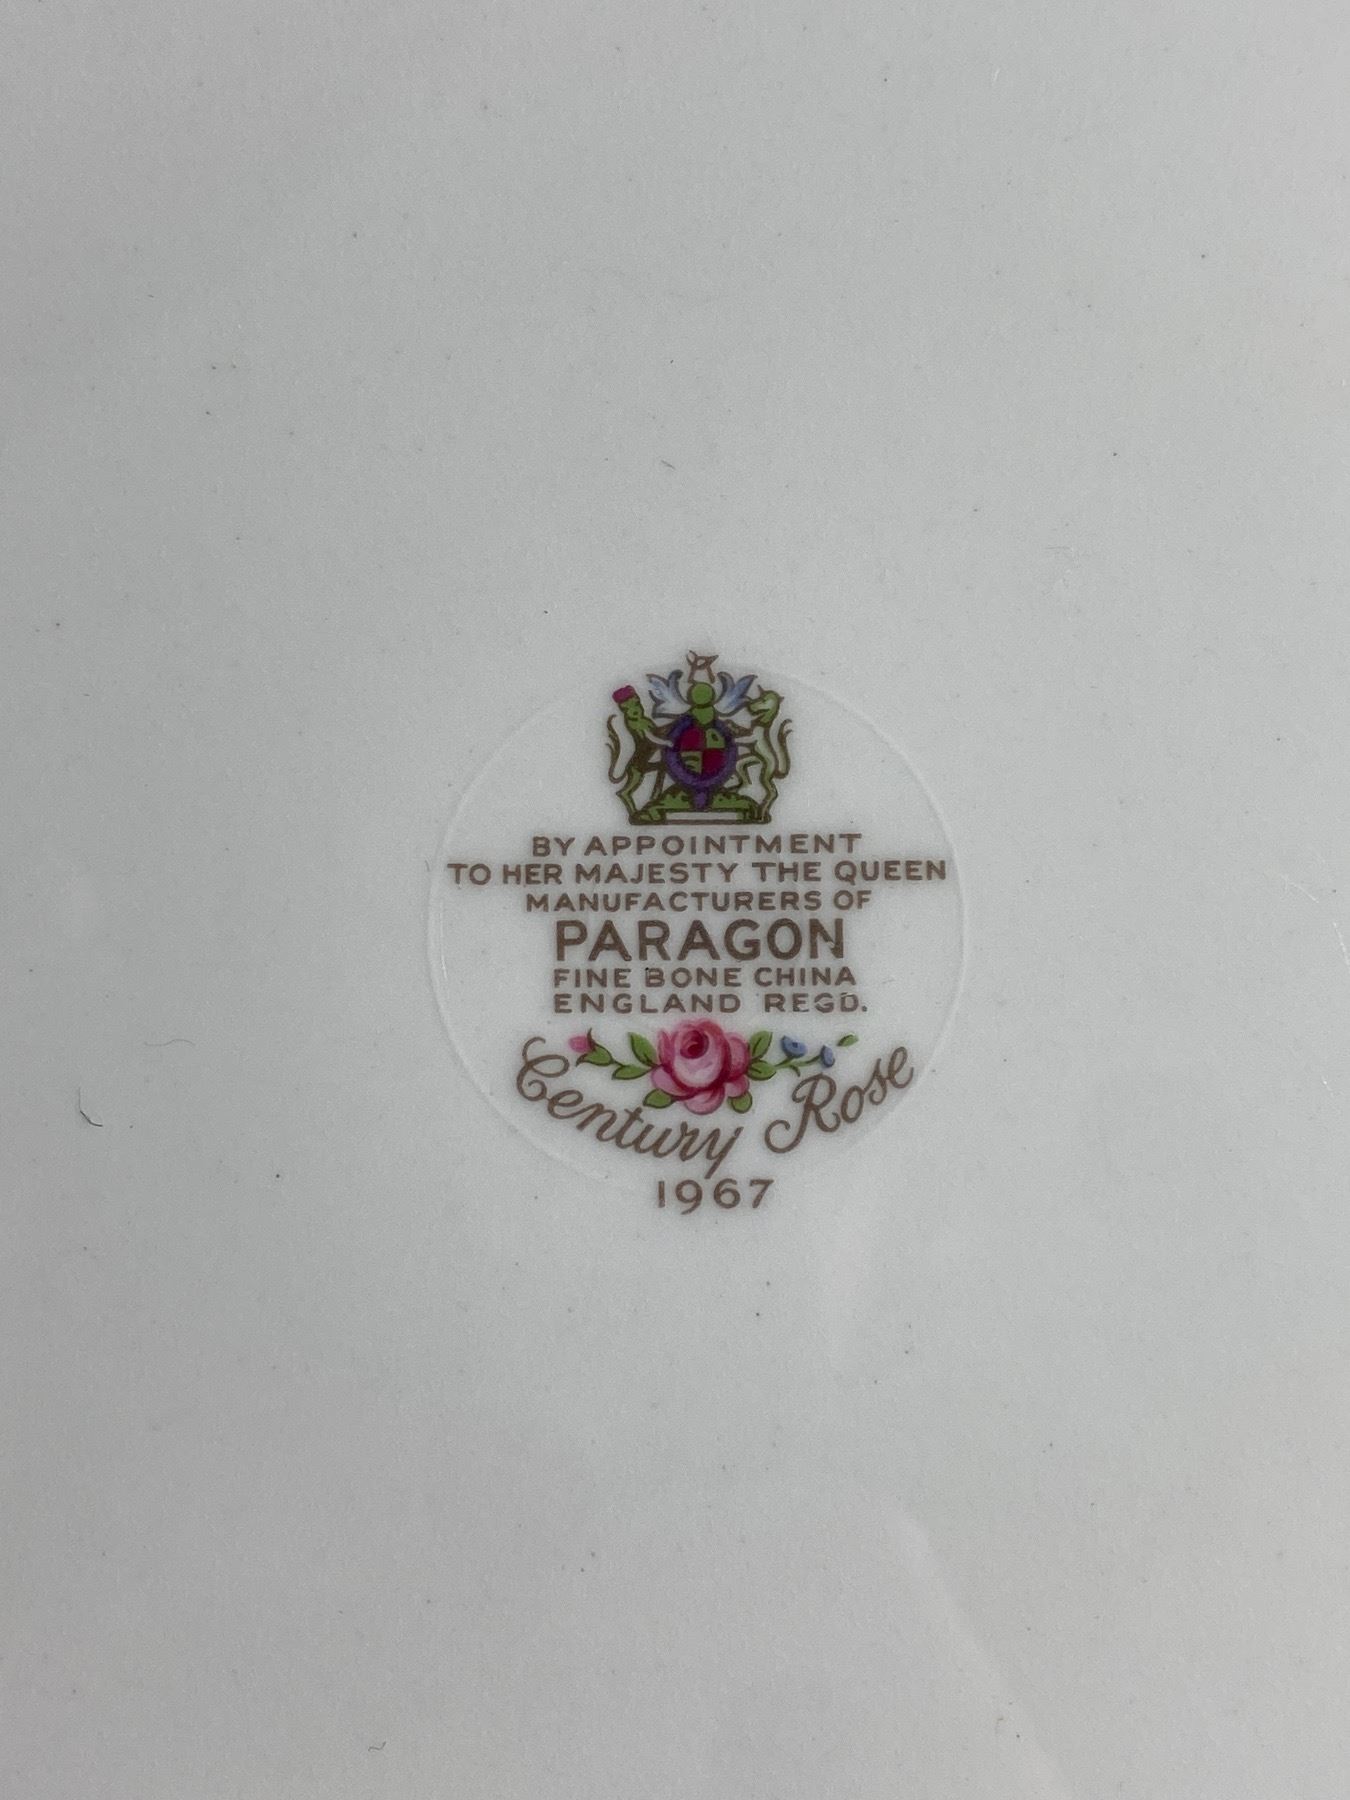 BY APPOINTMENT
TO HER MAJESTY THE QUEEN
MANUFACTURERS OF
PARAGON
FINE BONE CHINA
ENGLAND REGD.
Century Rose
1967